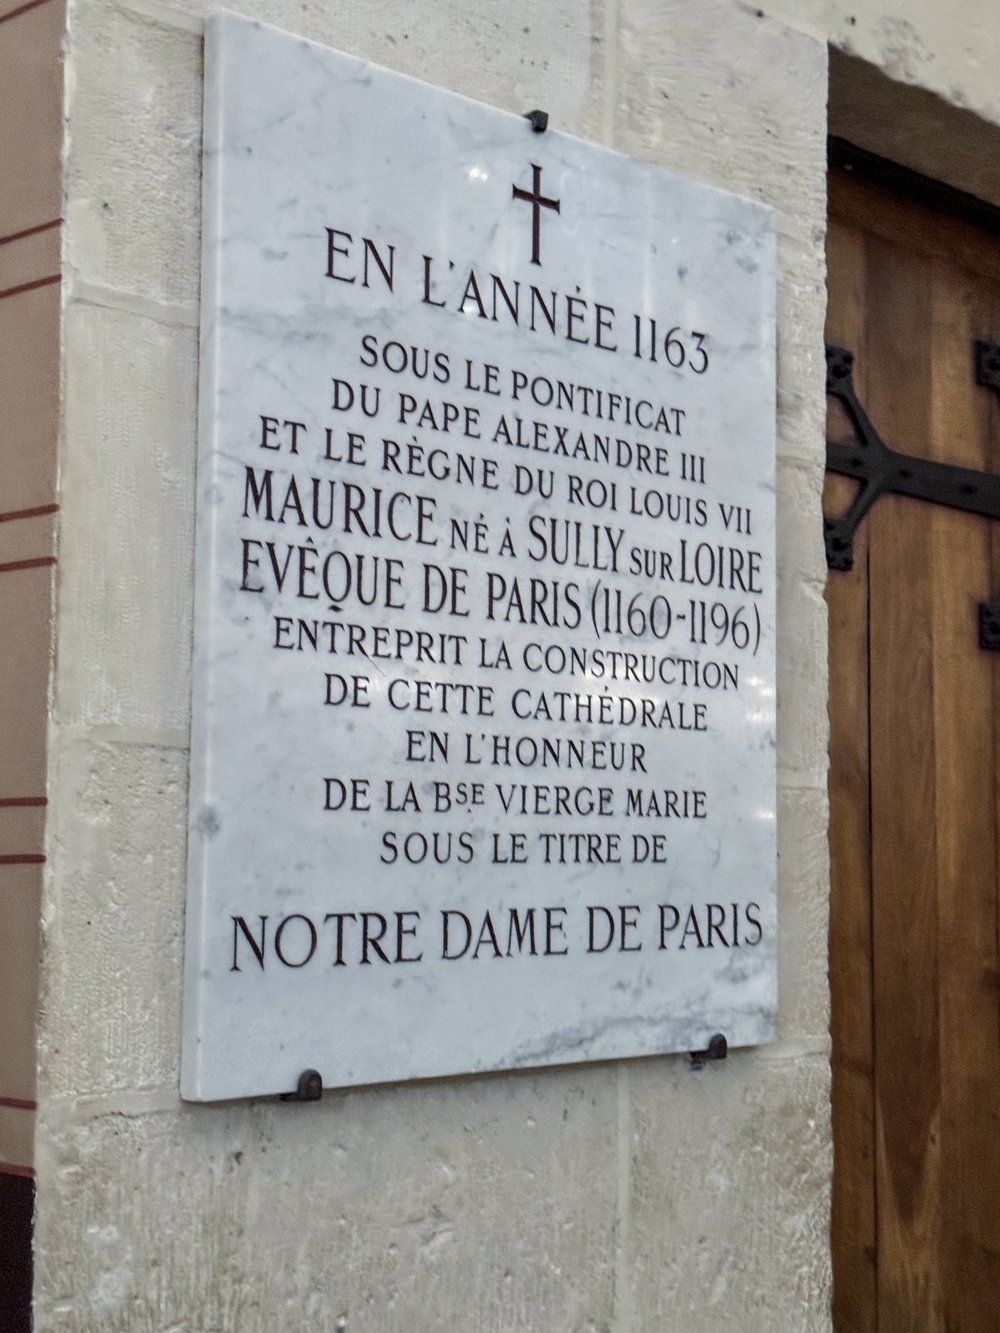 EN L'ANNÉE 1163
SOUS LE PONTIFICAT
DU PAPE ALEXANDRE III
ET LE RÈGNE DU ROI LOUIS VII
MAURICE NÉ À SULLY SUR LOIRE
EVÊQUE DE PARIS (1160-1196)
ENTREPRIT LA CONSTRUCTION
DE CETTE CATHÉDRALE
EN L'HONNEUR
DE LA BSE VIERGE MARIE
SOUS LE TITRE DE
NOTRE DAME DE PARIS